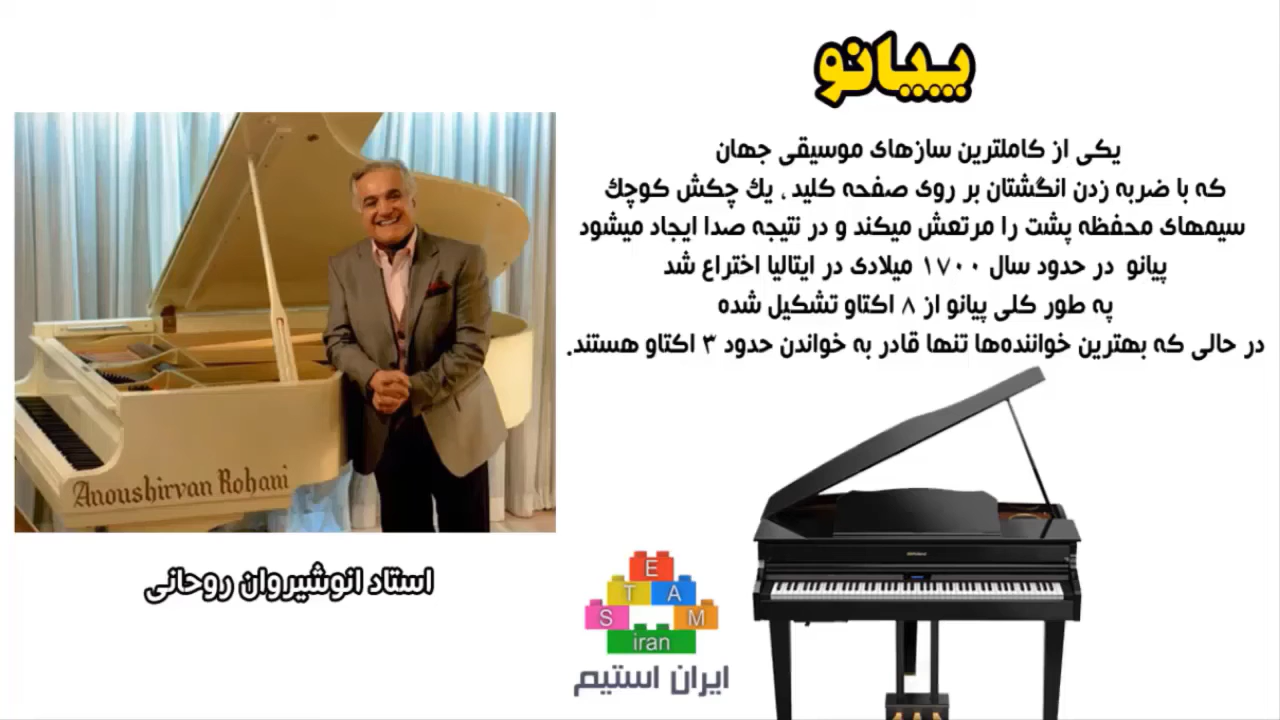 پیانو
یکی از کاملترین سازهای موسیقی جهان
که با ضربه زدن انگشتان بر روی صفحه کلید ، یك چکش کوچك
سیمهای محفظه پشت را مرتعش میکند و در نتیجه صدا ایجاد میشود
پیانو در حدود سال ۱۷۰۰ میلادی در ایتالیا اختراع شد
به طور کلی پیانو از ۸ اکتاو تشکیل شده
در حالی که بهترین خواننده‌ها تنها قادر به خواندن حدود ۳ اکتاو هستند.
Anoushirvan Rohani
استاد انوشیروان روحانی
S T E A M
iran
ایران استیم